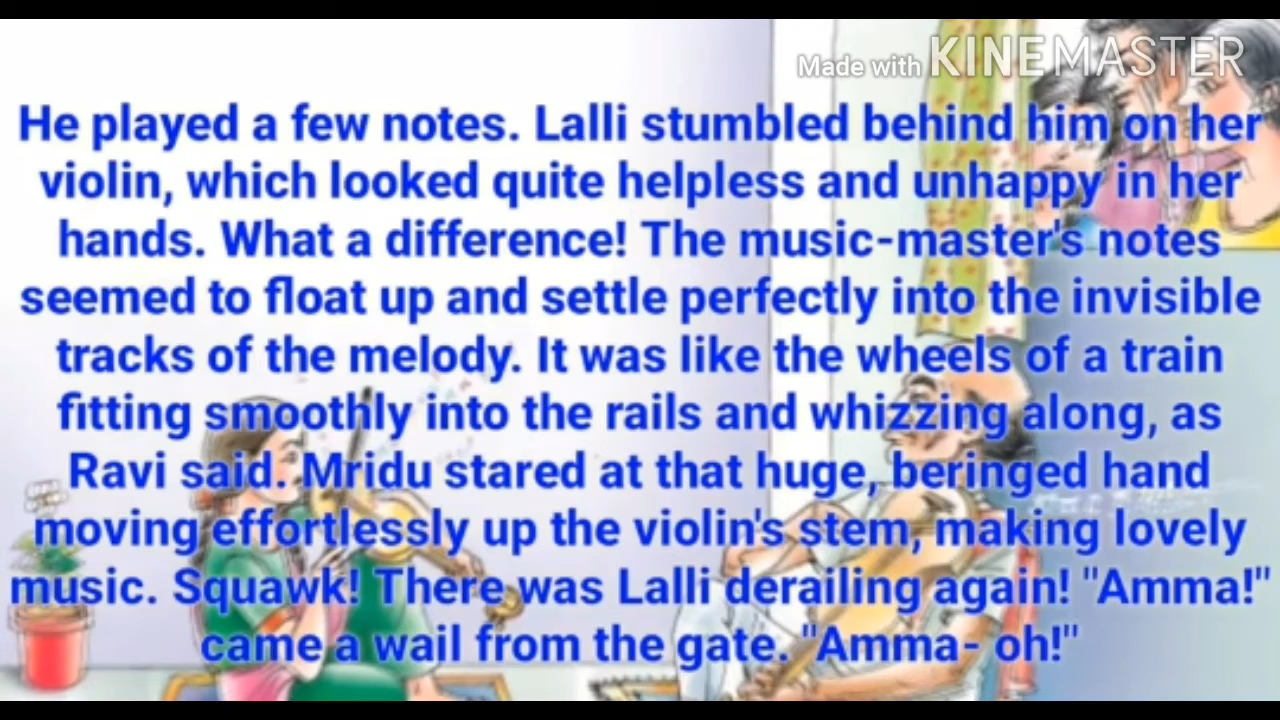 Made with KINEMASTER
He played a few notes. Lalli stumbled behind him on her
violin, which looked quite helpless and unhappy in her
hands. What a difference! The music-master's notes
seemed to float up and settle perfectly into the invisible
tracks of the melody. It was like the wheels of a train
fitting smoothly into the rails and whizzing along, as
Ravi said. Mridu stared at that huge, beringed hand
moving effortlessly up the violin's stem, making lovely
music. Squawk! There was Lalli derailing again! "Amma!"
came a wail from the gate. "Amma- oh!"